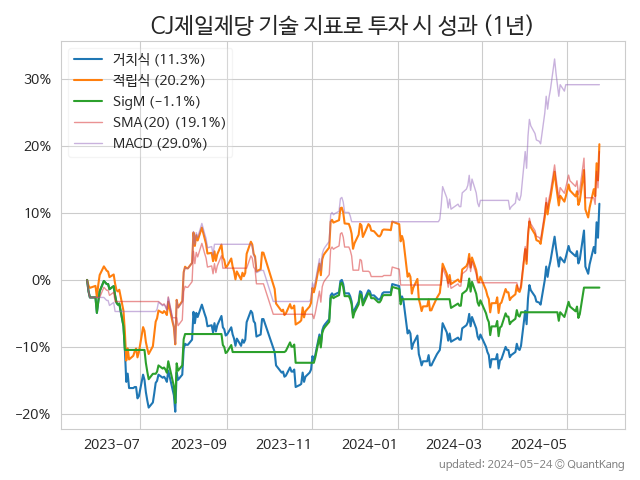 CJ제일제당 기술 지표로 투자 시 성과 (1년)
거치식 (11.3%)
적립식 (20.2%)
SigM (−1.1%)
SMA(20) (19.1%)
MACD (29.0%)
30%
20%
10%
0%
−10%
−20%
2023-07 2023-09 2023-11 2024-01 2024-03 2024-05
updated: 2024-05-24 © QuantKang